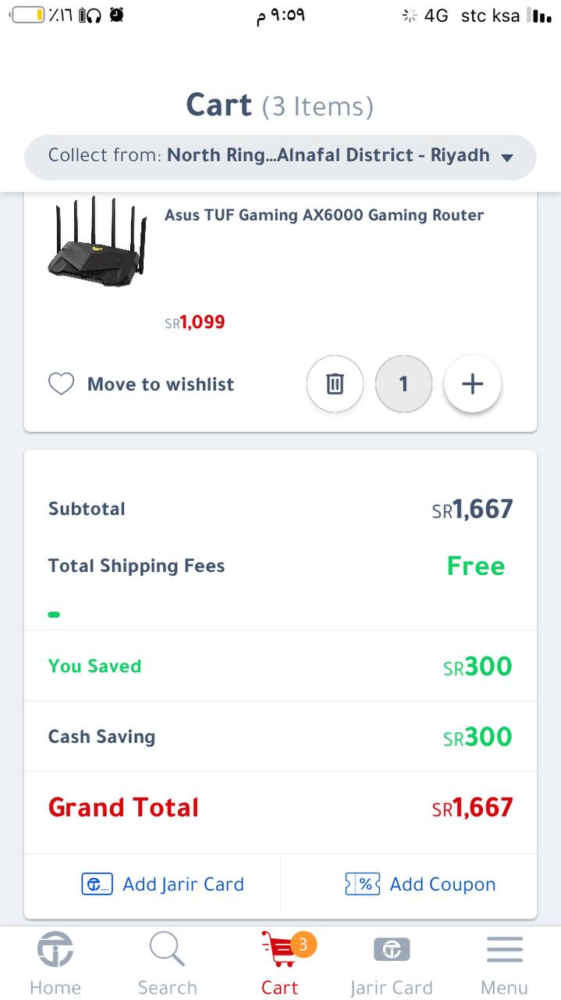 ٪١٦ ٩:٥٩ م 4G stc ksa
Cart (3 Items)
Collect from: North Ring...Alnafal District - Riyadh
Asus TUF Gaming AX6000 Gaming Router
SR1,099
Move to wishlist 1 +
Subtotal SR1,667
Total Shipping Fees Free
-
You Saved SR300
Cash Saving SR300
Grand Total SR1,667
Add Jarir Card % Add Coupon
3
Home Search Cart Jarir Card Menu